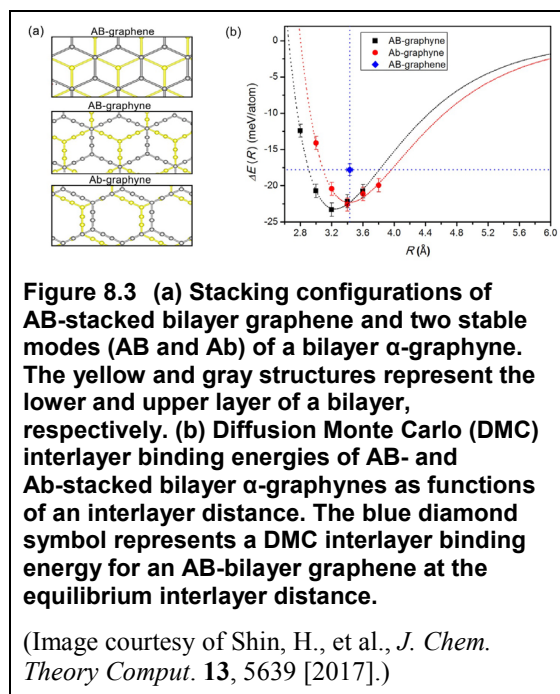 (a)
AB-graphene
AB-graphyne
Ab-graphyne
(b)
AB-graphyne
Ab-graphyne
AB-graphene
ΔE (R) (meV/atom)
0
-5
-10
-15
-20
-25
2.8 3.0 3.6 4.8 5.2 5.6 6.0
R (Å)
Figure 8.3 (a) Stacking configurations of
AB-stacked bilayer graphene and two stable
modes (AB and Ab) of a bilayer α-graphyne.
The yellow and gray structures represent the
lower and upper layer of a bilayer,
respectively. (b) Diffusion Monte Carlo (DMC)
interlayer binding energies of AB- and
Ab-stacked bilayer α-graphynes as functions
of an interlayer distance. The blue diamond
symbol represents a DMC interlayer binding
energy for an AB-bilayer graphene at the
equilibrium interlayer distance.
(Image courtesy of Shin, H., et al., J. Chem.
Theory Comput. 13, 5639 [2017].)